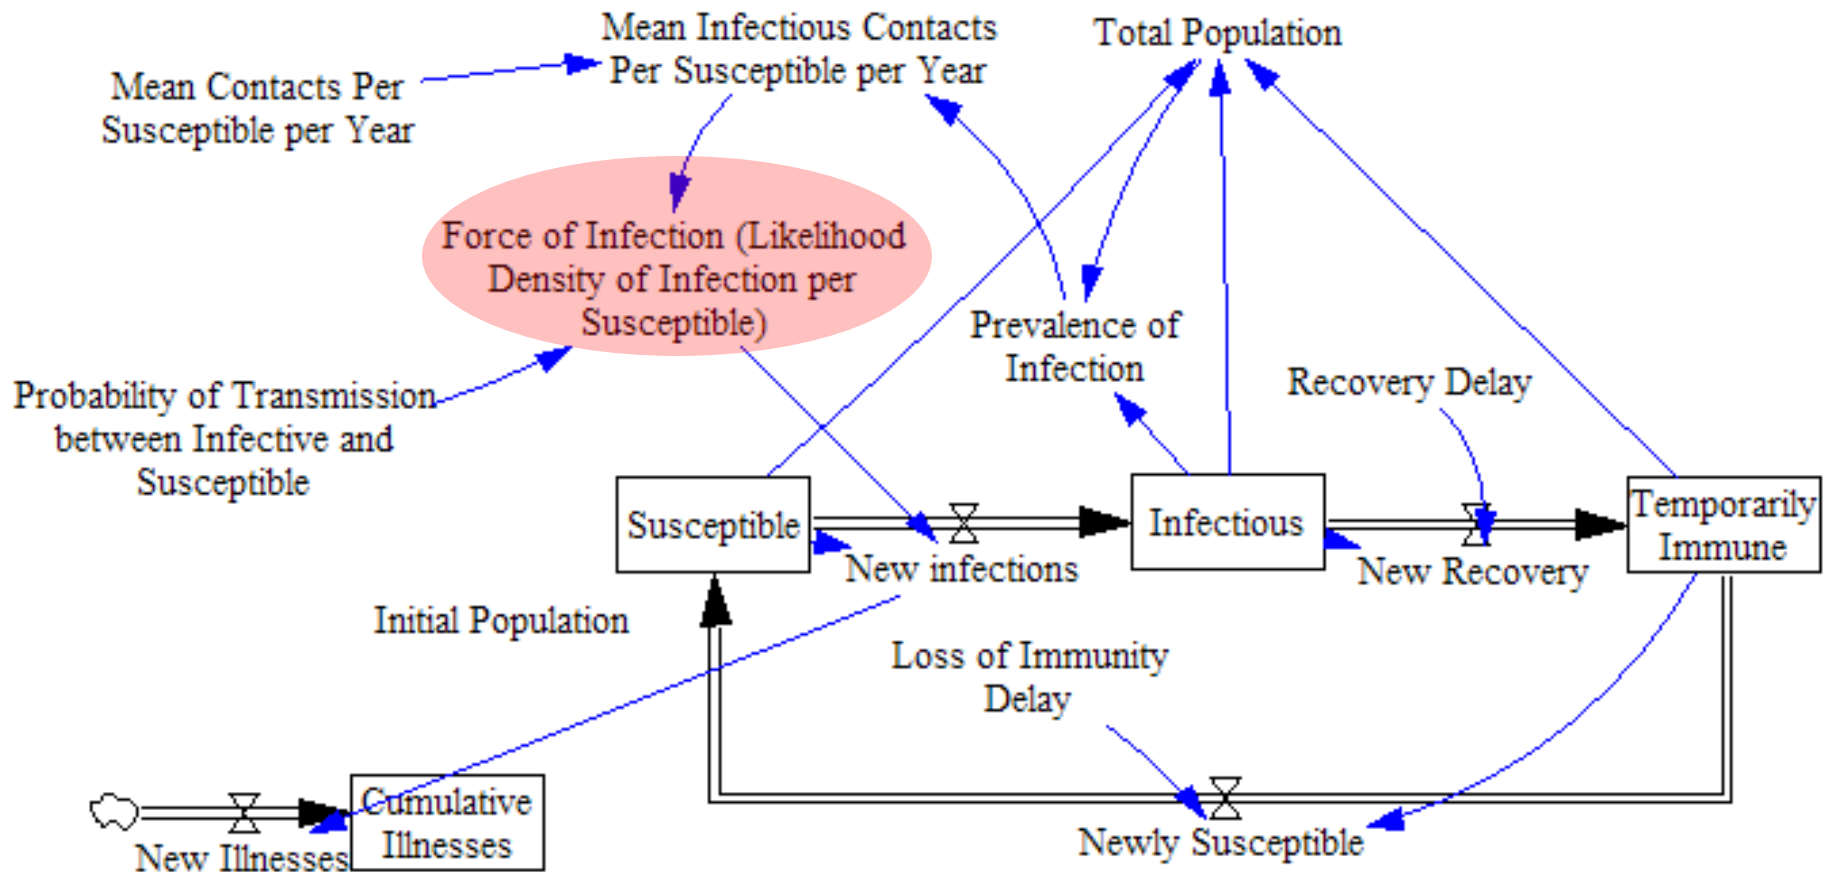 Mean Infectious Contacts
Per Susceptible per Year
Total Population
Mean Contacts Per
Susceptible per Year
Force of Infection (Likelihood
Density of Infection per
Susceptible)
Prevalence of
Infection
Recovery Delay
Probability of Transmission
between Infective and
Susceptible
Susceptible
Infectious
Temporarily
Immune
New infections
New Recovery
Initial Population
Loss of Immunity
Delay
Cumulative
Illnesses
New Illnesses
Newly Susceptible